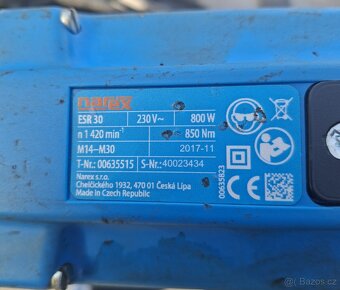 narex
ESR 30 230 V~ 800 W
n 1 420 min⁻¹ 850 Nm
M14–M30 2017-11
T-Nr.: 00635515 S-Nr.: 40023434
Narex s.r.o.
Chelčického 1932, 470 01 Česká Lípa
Made in Czech Republic
CE
00635R23
Bazos.cz